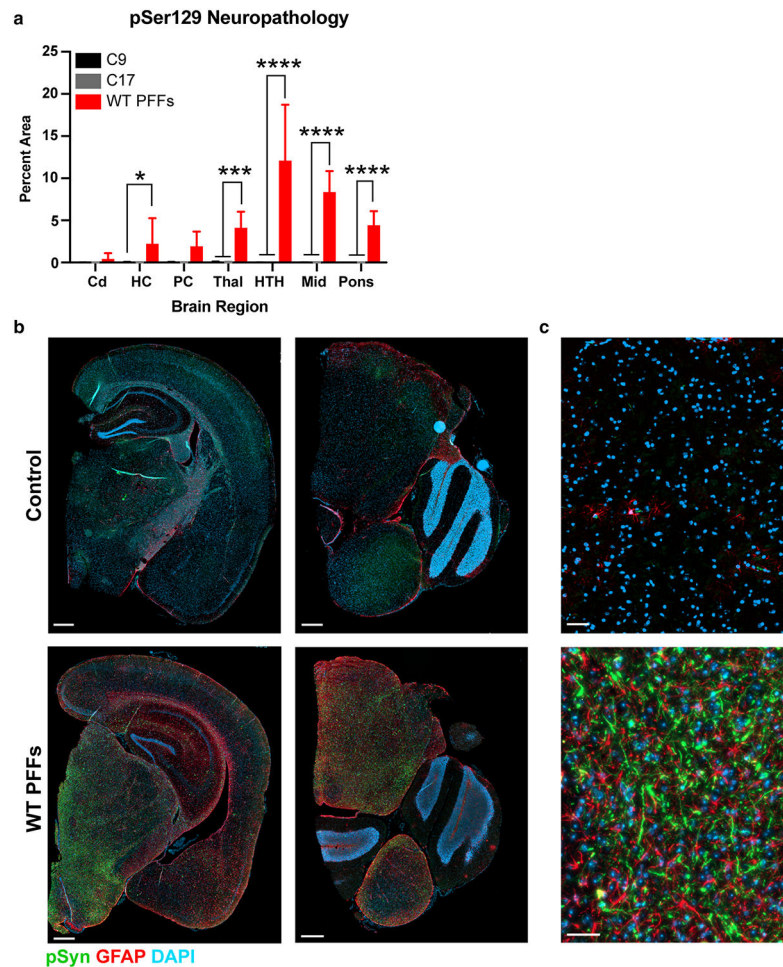 a
pSer129 Neuropathology
25
20
15
10
5
0
Percent Area
C9
C17
WT PFFs
*
***
****
****
****
Cd HC PC Thal HTH Mid Pons
Brain Region
b
c
Control
WT PFFs
pSyn GFAP DAPI